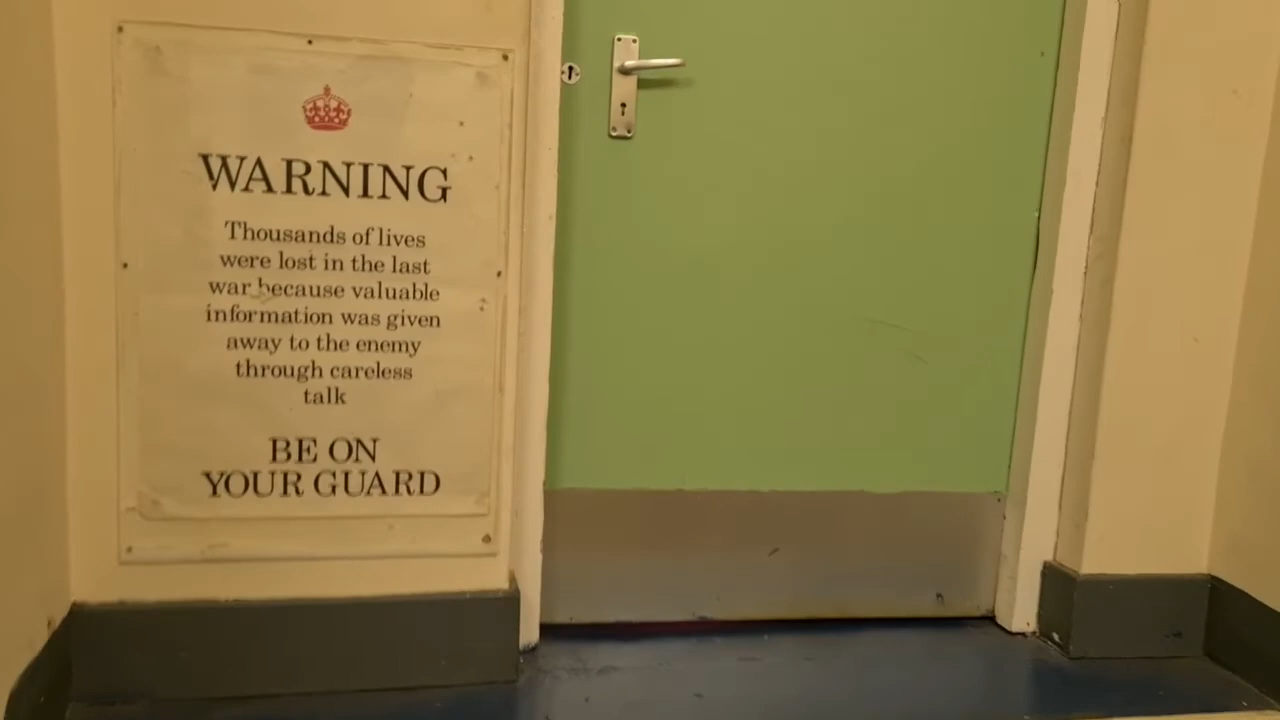 WARNING
Thousands of lives
were lost in the last
war because valuable
information was given
away to the enemy
through careless
talk
BE ON
YOUR GUARD